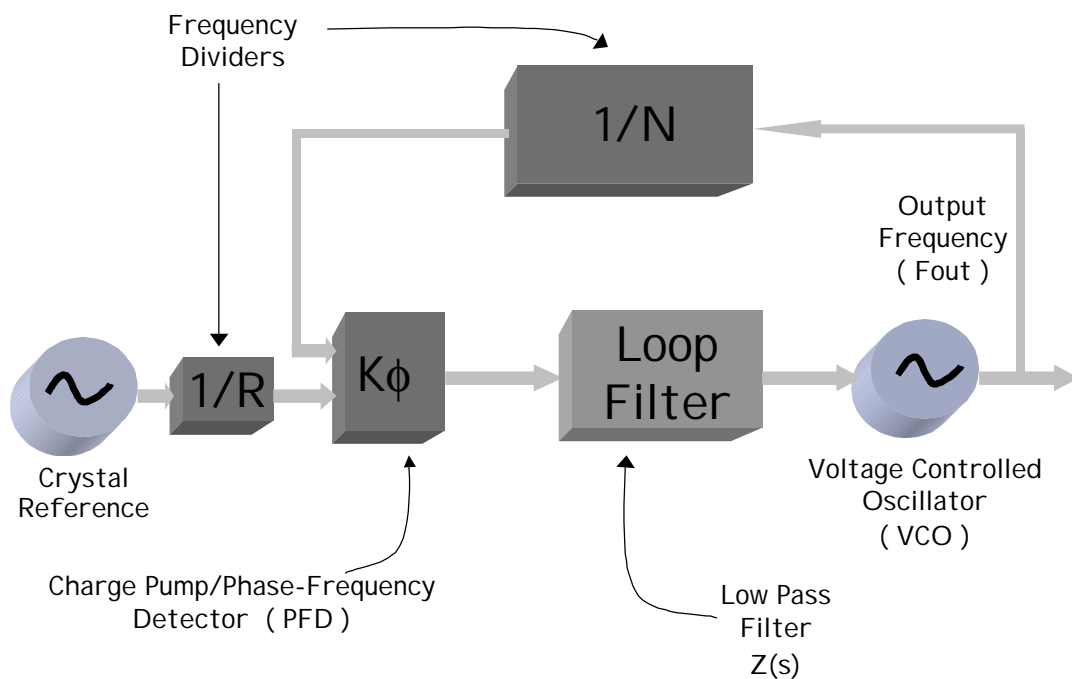 Frequency
Dividers
1/N
Output
Frequency
( Fout )
1/R
Kϕ
Loop
Filter
Crystal
Reference
Voltage Controlled
Oscillator
( VCO )
Charge Pump/Phase-Frequency
Detector ( PFD )
Low Pass
Filter
Z(s)